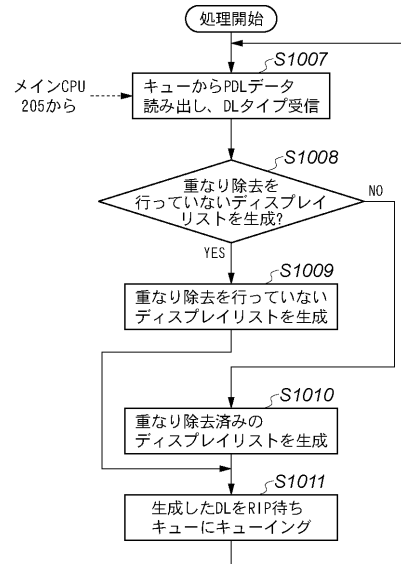 処理開始
S1007
メインCPU
205から
キューからPDLデータ
読み出し、DLタイプ受信
S1008
重なり除去を
行っていないディスプレイ
リストを生成?
NO
YES
S1009
重なり除去を行っていない
ディスプレイリストを生成
S1010
重なり除去済みの
ディスプレイリストを生成
S1011
生成したDLをRIP待ち
キューにキューイング